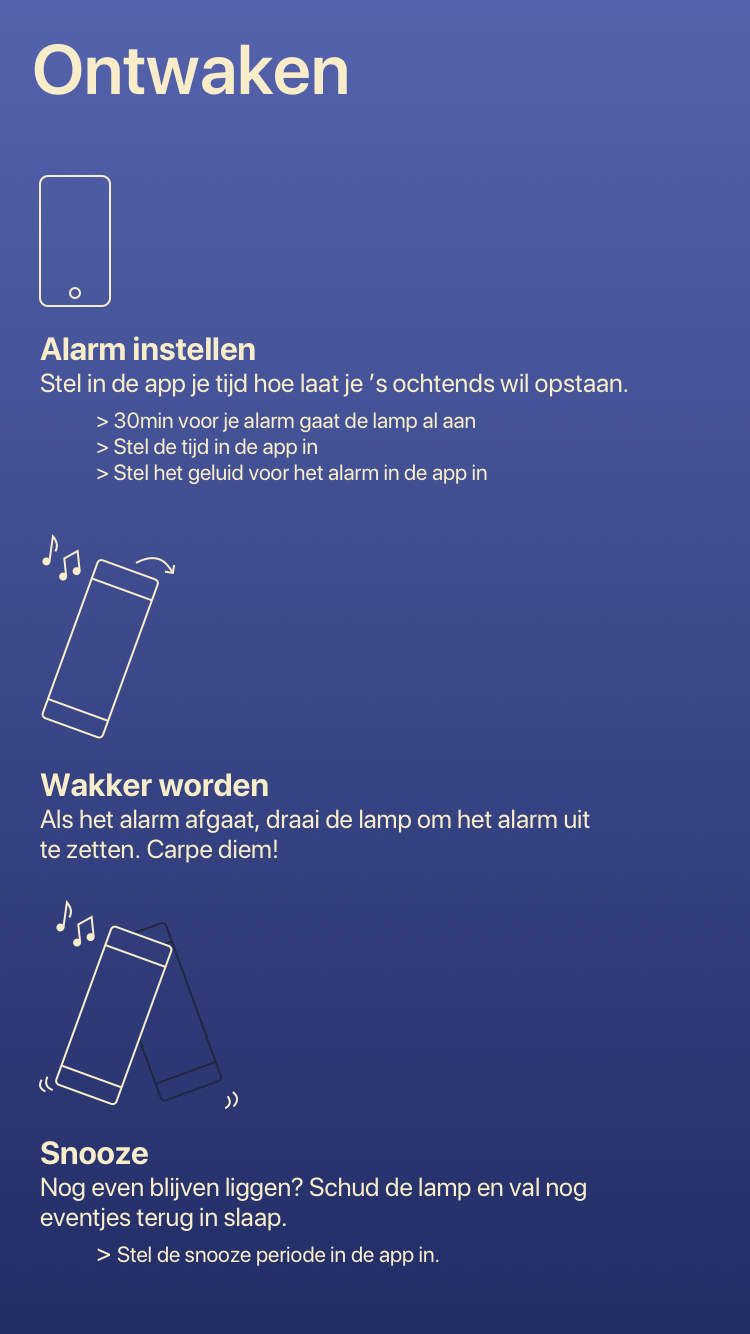 Ontwaken
Alarm instellen
Stel in de app je tijd hoe laat je ’s ochtends wil opstaan.
> 30min voor je alarm gaat de lamp al aan
> Stel de tijd in de app in
> Stel het geluid voor het alarm in de app in
Wakker worden
Als het alarm afgaat, draai de lamp om het alarm uit
te zetten. Carpe diem!
Snooze
Nog even blijven liggen? Schud de lamp en val nog
eventjes terug in slaap.
> Stel de snooze periode in de app in.